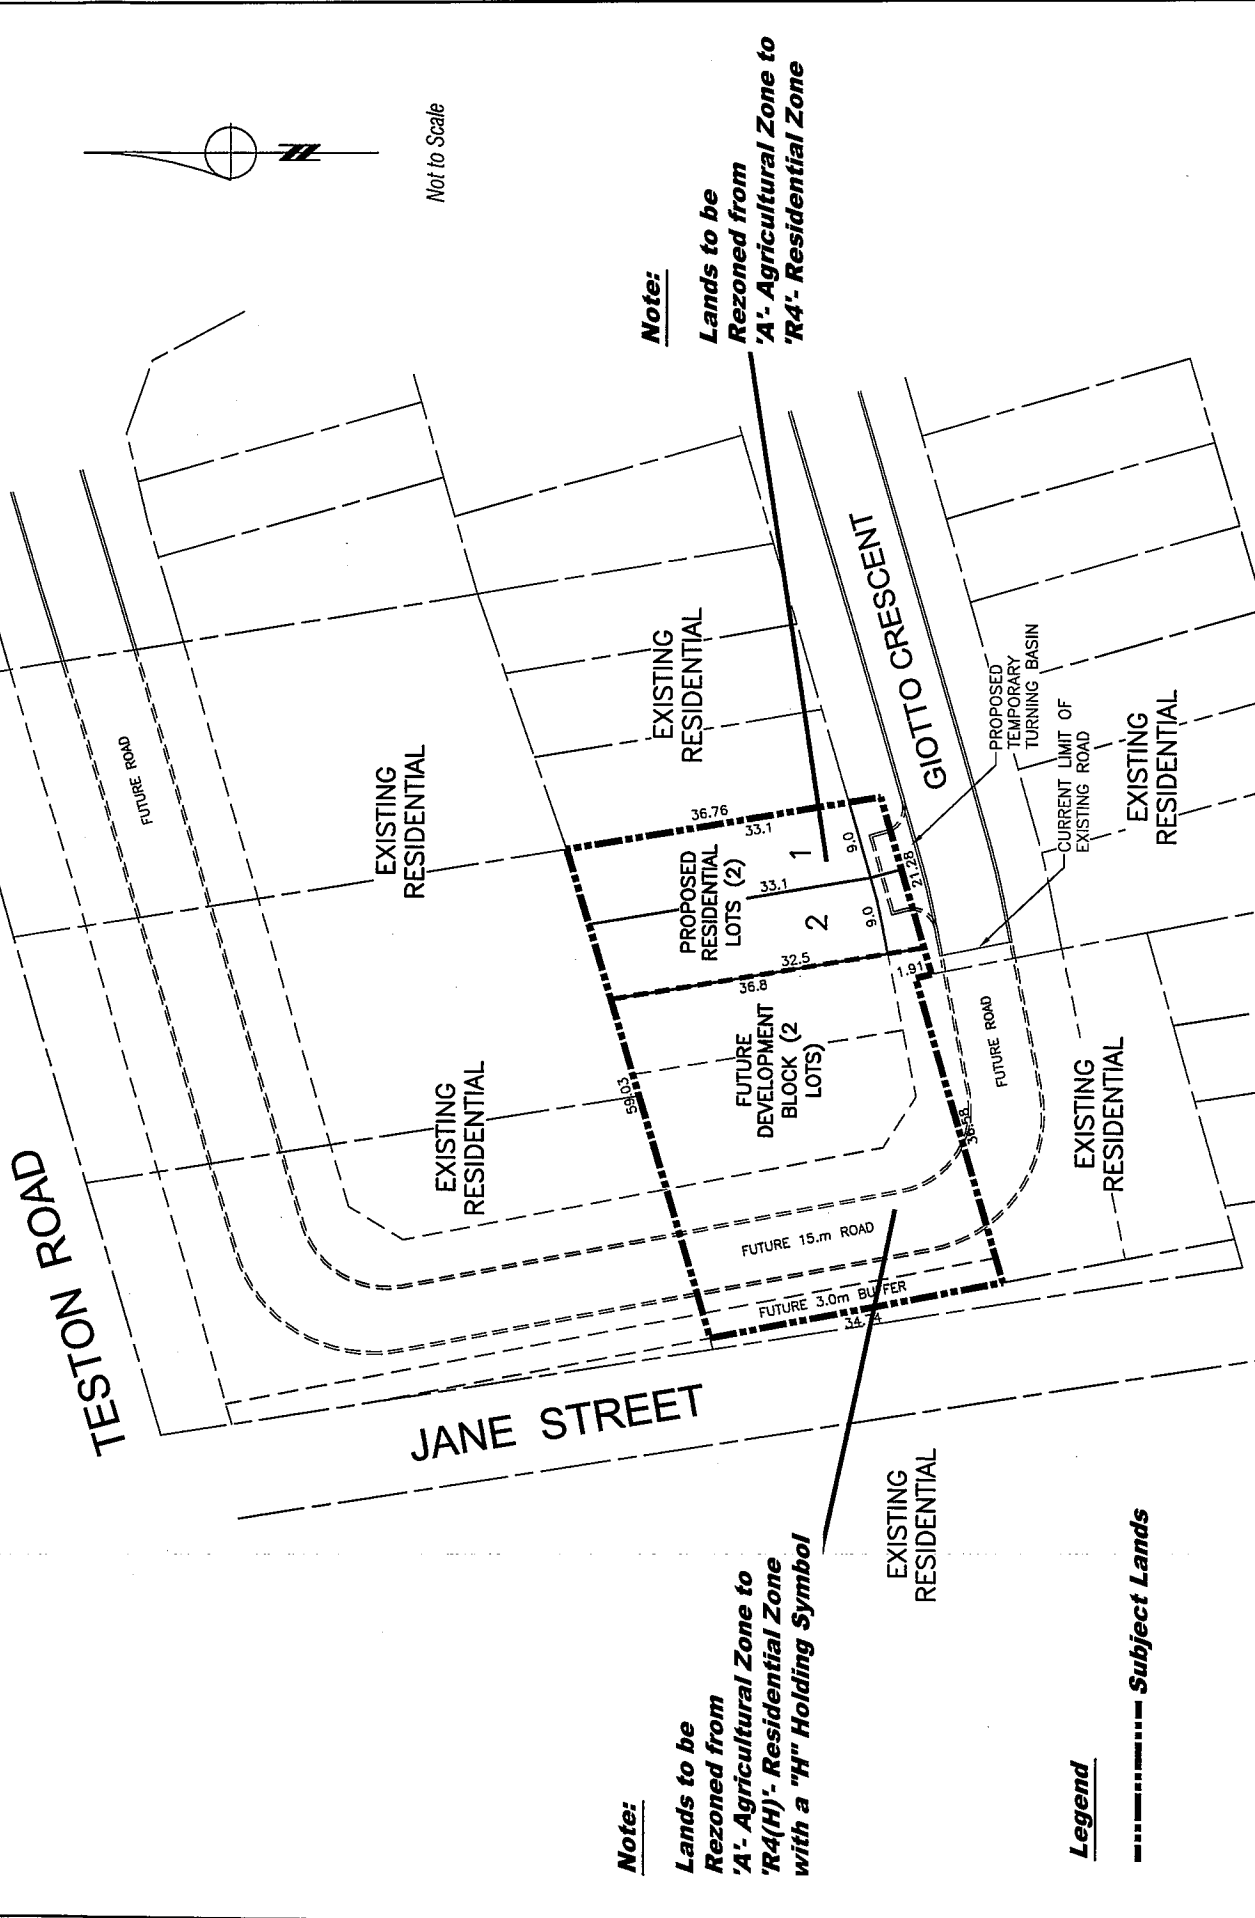 TESTON ROAD
JANE STREET
GIOTTO CRESCENT
Not to Scale
FUTURE ROAD
EXISTING
RESIDENTIAL
EXISTING
RESIDENTIAL
EXISTING
RESIDENTIAL
Note:
Lands to be
Rezoned from
'A'- Agricultural Zone to
'R4'- Residential Zone
59.03
36.76
33.1
PROPOSED
RESIDENTIAL
LOTS (2)
1
2
33.1
9.0
9.0
32.5
36.8
21.28
1.91
FUTURE
DEVELOPMENT
BLOCK (2
LOTS)
36.58
FUTURE ROAD
PROPOSED
TEMPORARY
TURNING BASIN
CURRENT LIMIT OF
EXISTING ROAD
EXISTING
RESIDENTIAL
EXISTING
RESIDENTIAL
FUTURE 15.m ROAD
FUTURE 3.0m BUFFER
EXISTING
RESIDENTIAL
Note:
Lands to be
Rezoned from
'A'- Agricultural Zone to
'R4(H)'- Residential Zone
with a "H" Holding Symbol
Legend
Subject Lands